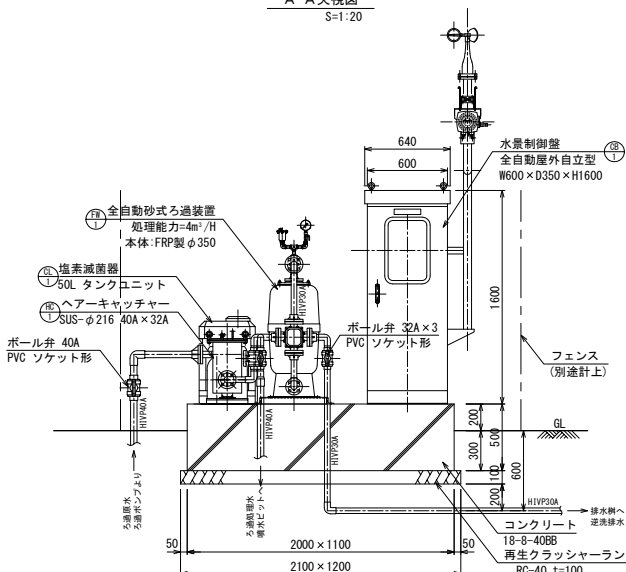 A-A矢視図
S=1:20
640
600
水景制御盤
全自動屋外自立型
W600×D350×H1600
CB
1
FW
1
全自動砂式ろ過装置
処理能力=4m³/H
本体:FRP製φ350
CL
1
塩素滅菌器
50L タンクユニット
HC
1
ヘアーキャッチャー
SUS-φ216 40A×32A
ボール弁 40A
PVC ソケット形
ボール弁 32A×3
PVC ソケット形
HIVP30A
1600
フェンス
(別途計上)
GL
200
500
300
100
200
600
HIVP40A
HIVP40A
HIVP30A
HIVP30A
ろ過原水
ろ過ポンプより
ろ過処理水
噴水ピットへ
排水桝へ
逆洗排水
コンクリート
18-8-40BB
再生クラッシャーラン
RC-40 t=100
50
2000×1100
50
2100×1200